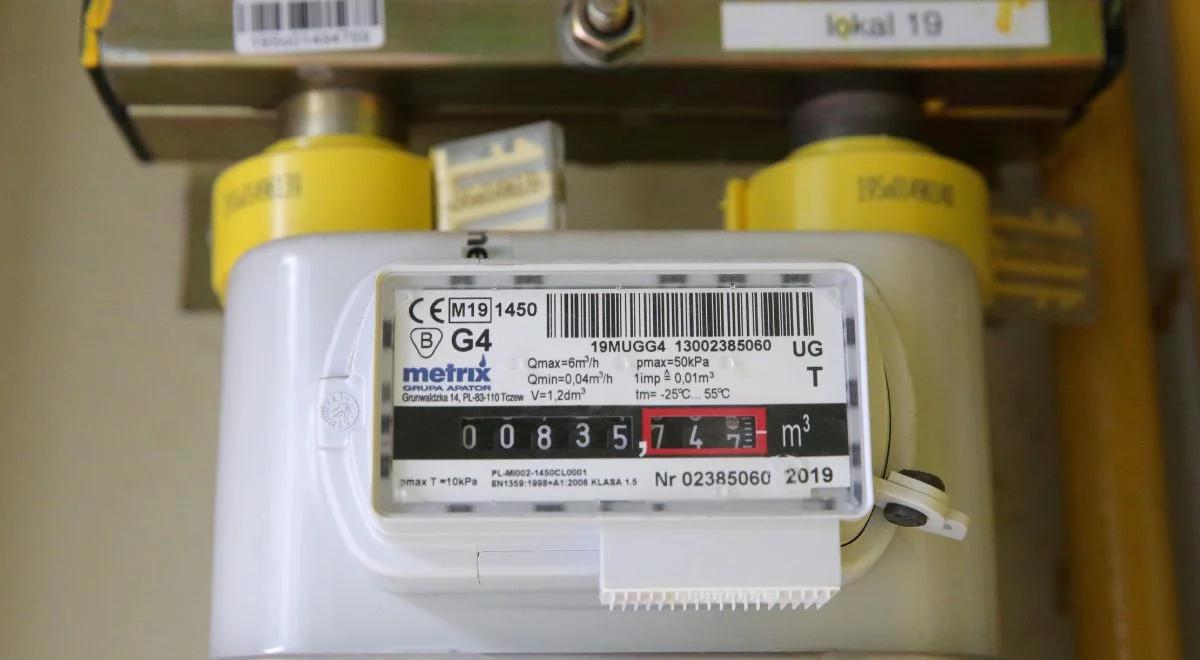 lokal 19
195a0149040
ne
CE M19 1450
B G4
19MUGG4 13002385060
UG
T
metrix
GRUPA APATOR
Grunwaldzka 14, PL-83-110 Tczew
Qmax=6m³/h
Qmin=0,04m³/h
V=1,2dm³
pmax=50kPa
1imp ≙ 0,01m³
tm= -25°C... 55°C
00835,747 m³
pmax T =10kPa
PL-MI002-1450CL0001
EN1359:1998+A1:2006 KLASA 1.5
Nr 02385060 2019